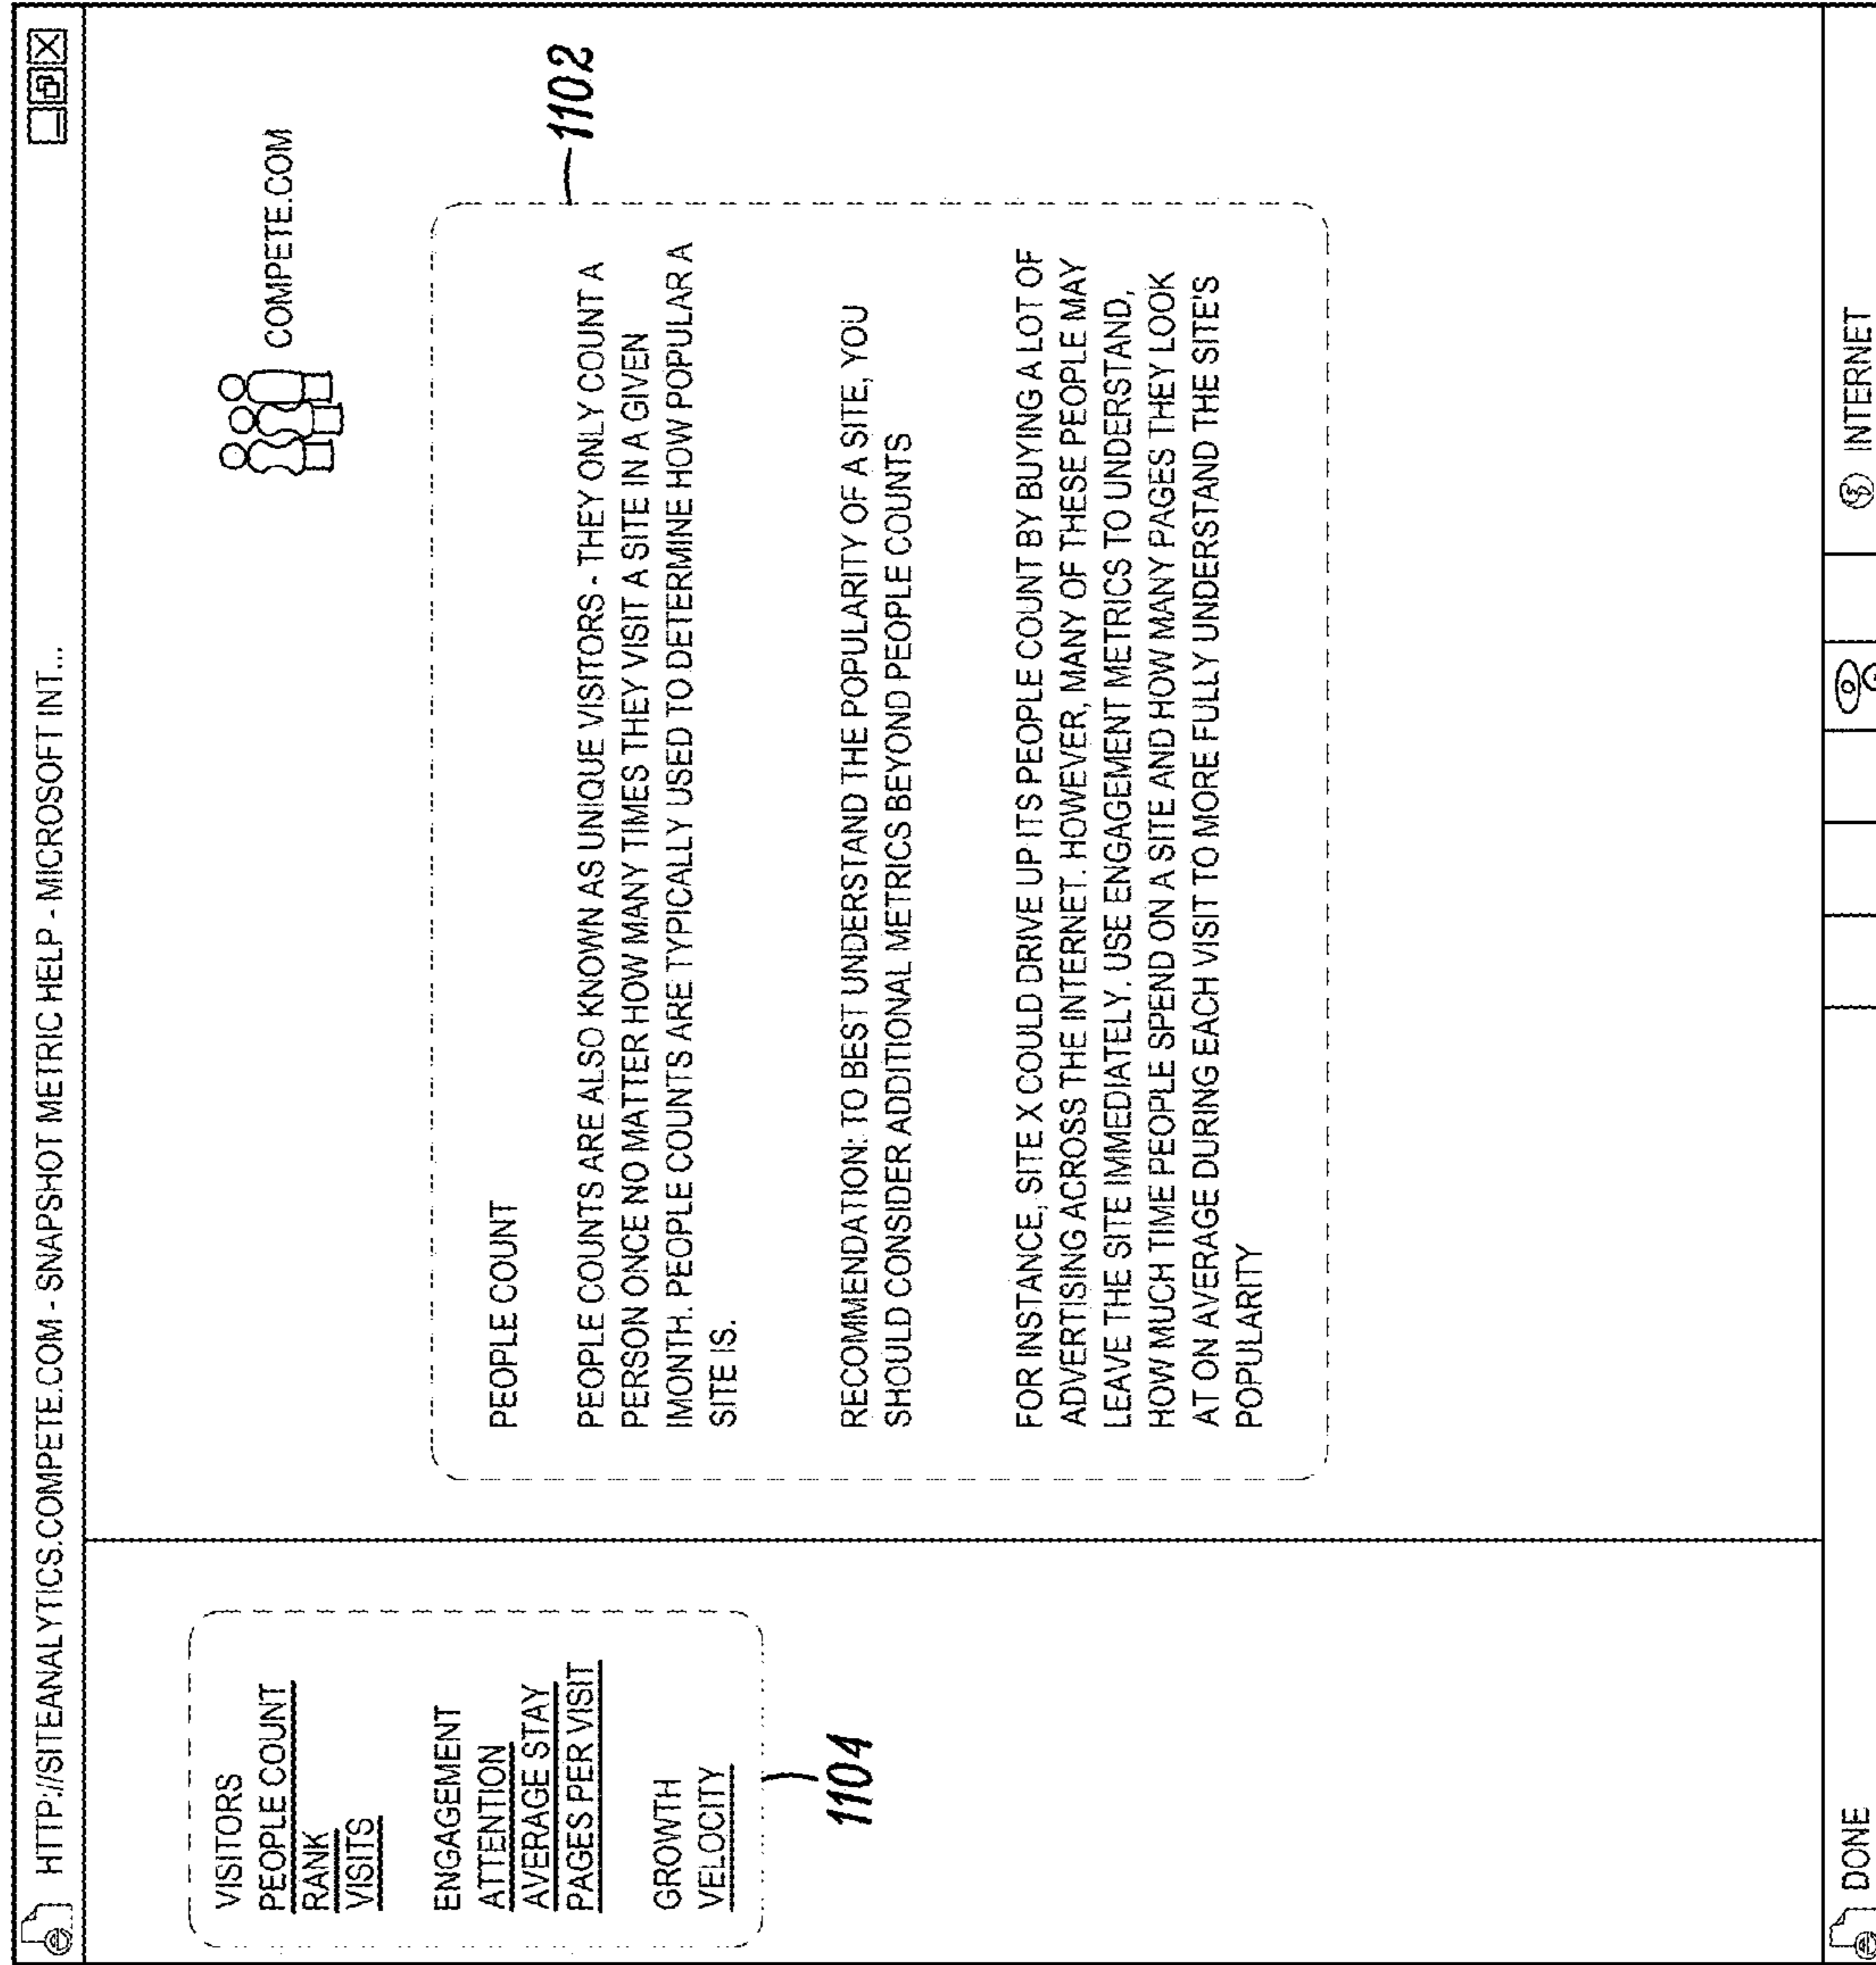 HTTP://SITEANALYTICS.COMPETE.COM - SNAPSHOT METRIC HELP - MICROSOFT INT...
VISITORS
PEOPLE COUNT
RANK
VISITS
ENGAGEMENT
ATTENTION
AVERAGE STAY
PAGES PER VISIT
GROWTH
VELOCITY
1104
COMPETE.COM
1102
PEOPLE COUNT
PEOPLE COUNTS ARE ALSO KNOWN AS UNIQUE VISITORS - THEY ONLY COUNT A
PERSON ONCE NO MATTER HOW MANY TIMES THEY VISIT A SITE IN A GIVEN
MONTH. PEOPLE COUNTS ARE TYPICALLY USED TO DETERMINE HOW POPULAR A
SITE IS.
RECOMMENDATION: TO BEST UNDERSTAND THE POPULARITY OF A SITE, YOU
SHOULD CONSIDER ADDITIONAL METRICS BEYOND PEOPLE COUNTS
FOR INSTANCE, SITE X COULD DRIVE UP ITS PEOPLE COUNT BY BUYING A LOT OF
ADVERTISING ACROSS THE INTERNET. HOWEVER, MANY OF THESE PEOPLE MAY
LEAVE THE SITE IMMEDIATELY. USE ENGAGEMENT METRICS TO UNDERSTAND,
HOW MUCH TIME PEOPLE SPEND ON A SITE AND HOW MANY PAGES THEY LOOK
AT ON AVERAGE DURING EACH VISIT TO MORE FULLY UNDERSTAND THE SITE'S
POPULARITY
DONE
INTERNET